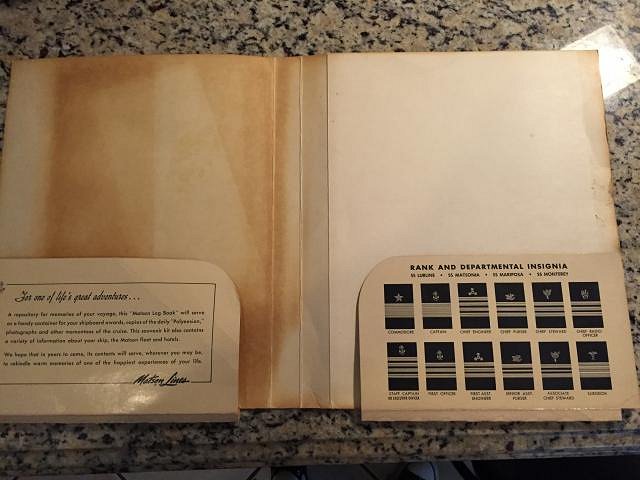 For one of life's great adventures...
A repository for memories of your voyage, this "Matson Log Book" will serve
as a handy container for your shipboard awards, copies of the daily "Polynesian,"
photographs and other mementoes of the cruise. This souvenir kit also contains
a variety of information about your ship, the Matson fleet and hotels.
We hope that in years to come, its contents will serve, wherever you may be,
to rekindle warm memories of one of the happiest experiences of your life.
Matson Lines
RANK AND DEPARTMENTAL INSIGNIA
SS LURLINE • SS MATSONIA • SS MARIPOSA • SS MONTEREY
COMMODORE CAPTAIN CHIEF ENGINEER CHIEF PURSER CHIEF STEWARD CHIEF RADIO
OFFICER
STAFF CAPTAIN FIRST OFFICER FIRST ASST. SENIOR ASST. ASSOCIATE SURGEON
OR EXECUTIVE OFFICER ENGINEER PURSER CHIEF STEWARD